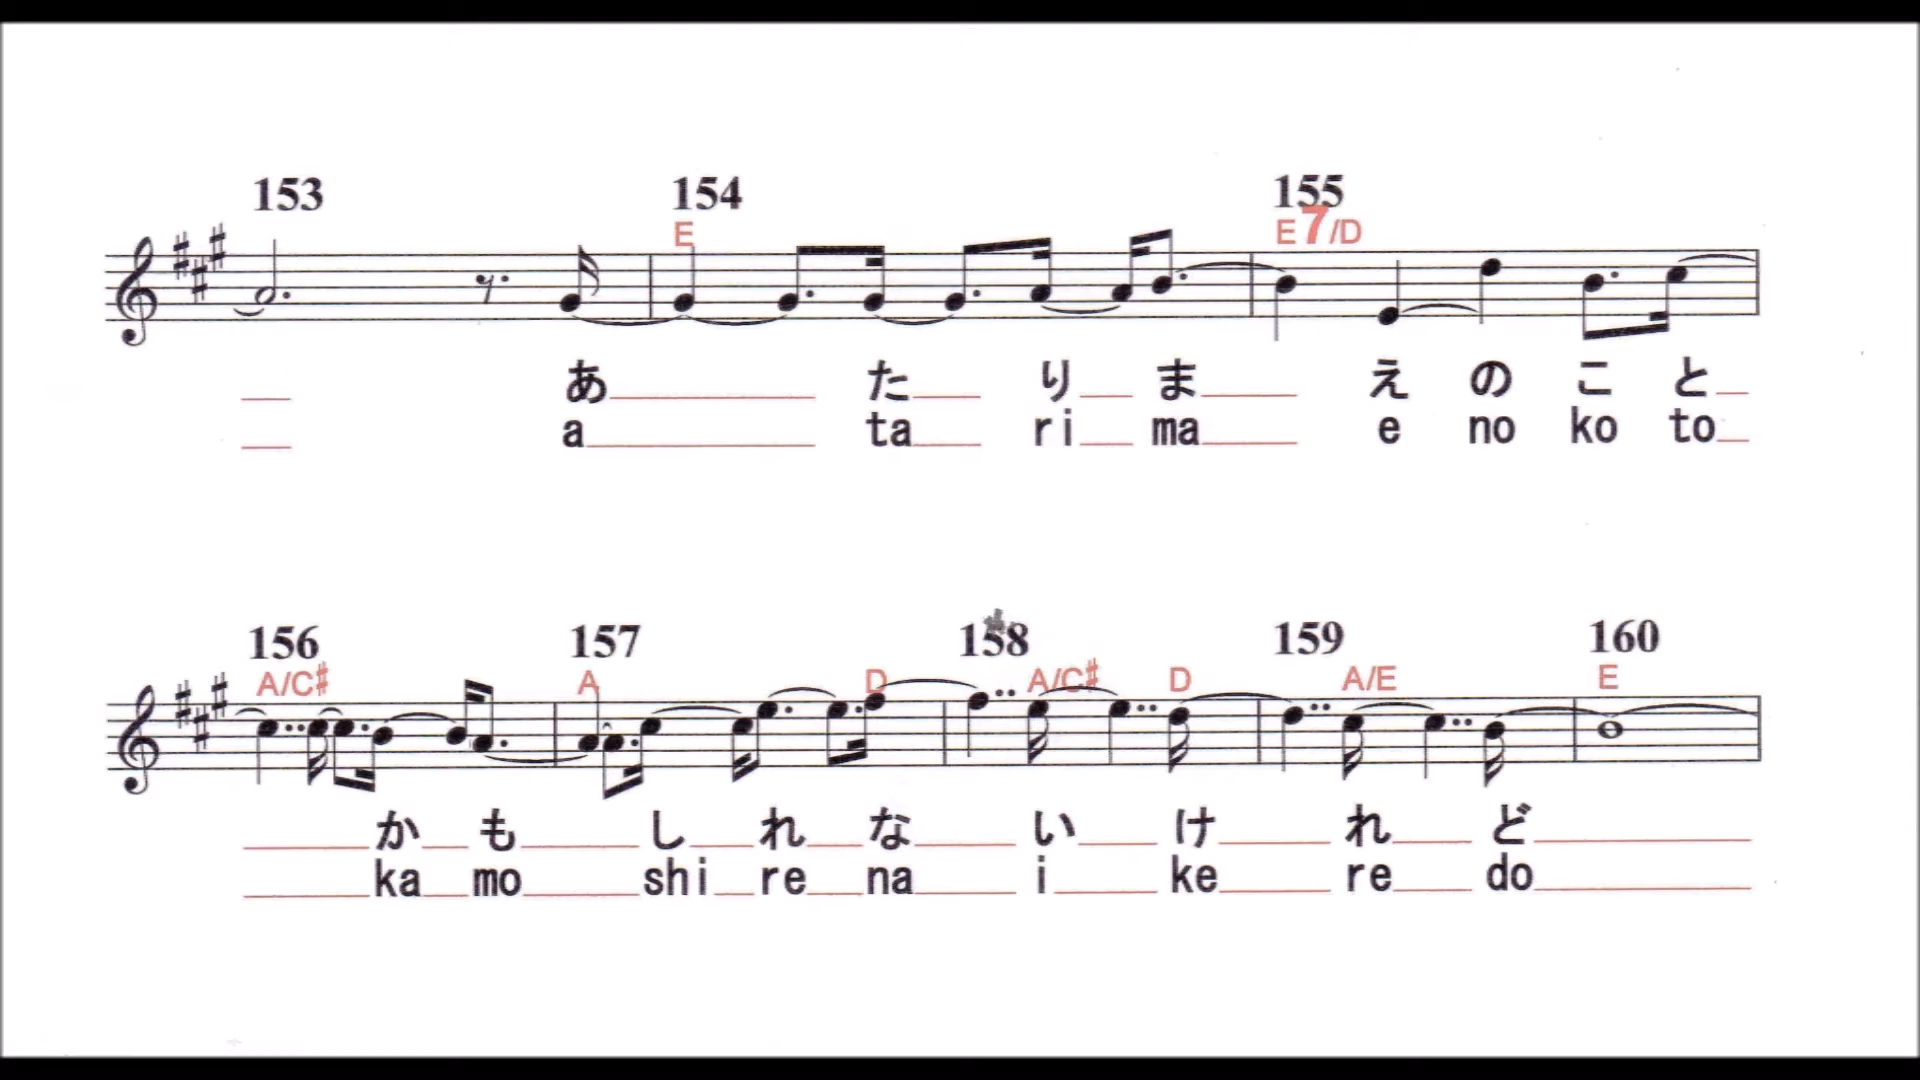 153 154 155
E E7/D
あ た り ま え の こ と
a ta ri ma e no ko to
156 157 158 159 160
A/C# A D A/C# D A/E E
か も し れ な い け れ ど
ka mo shi re na i ke re do